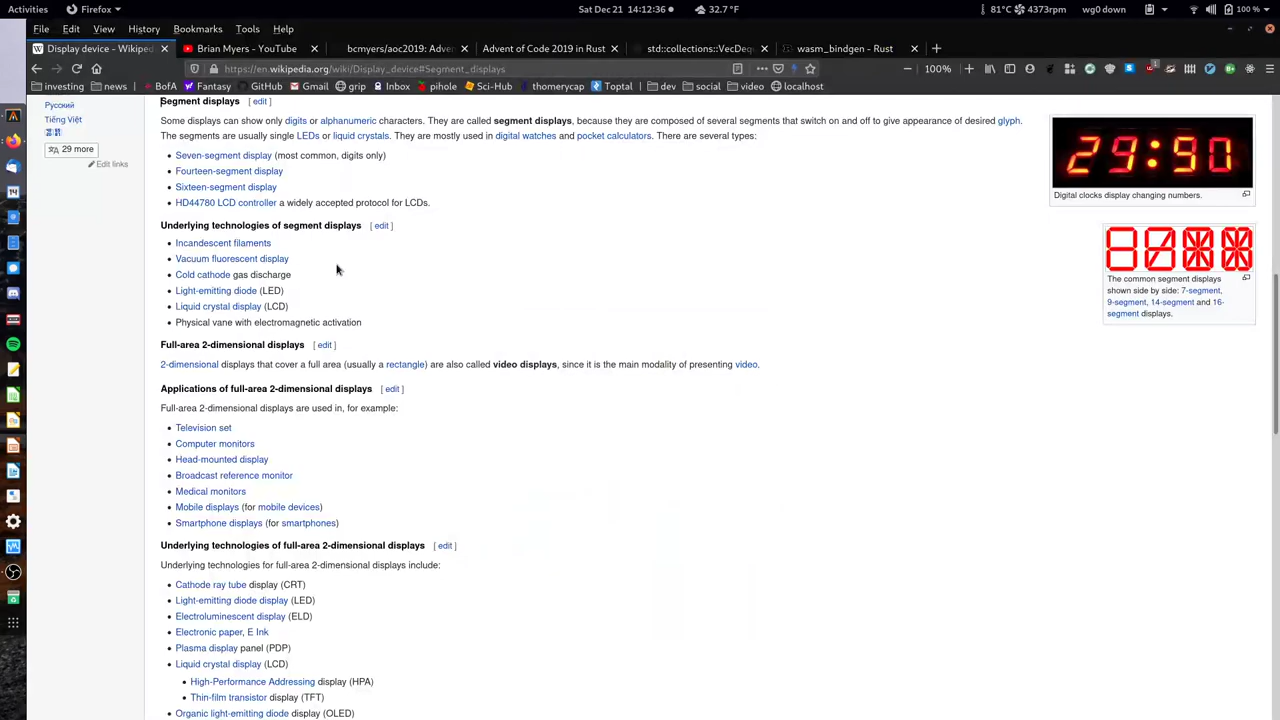 Activities
Firefox
Sat Dec 21 14:12:36
32.7 °F
81°C
4373rpm
wg0 down
100 %
File Edit View History Bookmarks Tools Help
Display device - Wikiped
Brian Myers - YouTube
bcmyers/aoc2019: Adven
Advent of Code 2019 in Rust
std::collections::VecDequ
wasm_bindgen - Rust
https://en.wikipedia.org/wiki/Display_device#Segment_displays
100%
investing
news
BofA
Fantasy
GitHub
Gmail
grip
Inbox
pihole
Sci-Hub
thomerycap
Toptal
dev
social
video
localhost
Русский
Tiếng Việt
29 more
Edit links
Segment displays [ edit ]
Some displays can show only digits or alphanumeric characters. They are called segment displays, because they are composed of several segments that switch on and off to give appearance of desired glyph.
The segments are usually single LEDs or liquid crystals. They are mostly used in digital watches and pocket calculators. There are several types:
• Seven-segment display (most common, digits only)
• Fourteen-segment display
• Sixteen-segment display
• HD44780 LCD controller a widely accepted protocol for LCDs.
Digital clocks display changing numbers.
Underlying technologies of segment displays [ edit ]
• Incandescent filaments
• Vacuum fluorescent display
• Cold cathode gas discharge
• Light-emitting diode (LED)
• Liquid crystal display (LCD)
• Physical vane with electromagnetic activation
The common segment displays
shown side by side: 7-segment,
9-segment, 14-segment and 16-
segment displays.
Full-area 2-dimensional displays [ edit ]
2-dimensional displays that cover a full area (usually a rectangle) are also called video displays, since it is the main modality of presenting video.
Applications of full-area 2-dimensional displays [ edit ]
Full-area 2-dimensional displays are used in, for example:
• Television set
• Computer monitors
• Head-mounted display
• Broadcast reference monitor
• Medical monitors
• Mobile displays (for mobile devices)
• Smartphone displays (for smartphones)
Underlying technologies of full-area 2-dimensional displays [ edit ]
Underlying technologies for full-area 2-dimensional displays include:
• Cathode ray tube display (CRT)
• Light-emitting diode display (LED)
• Electroluminescent display (ELD)
• Electronic paper, E Ink
• Plasma display panel (PDP)
• Liquid crystal display (LCD)
• High-Performance Addressing display (HPA)
• Thin-film transistor display (TFT)
• Organic light-emitting diode display (OLED)